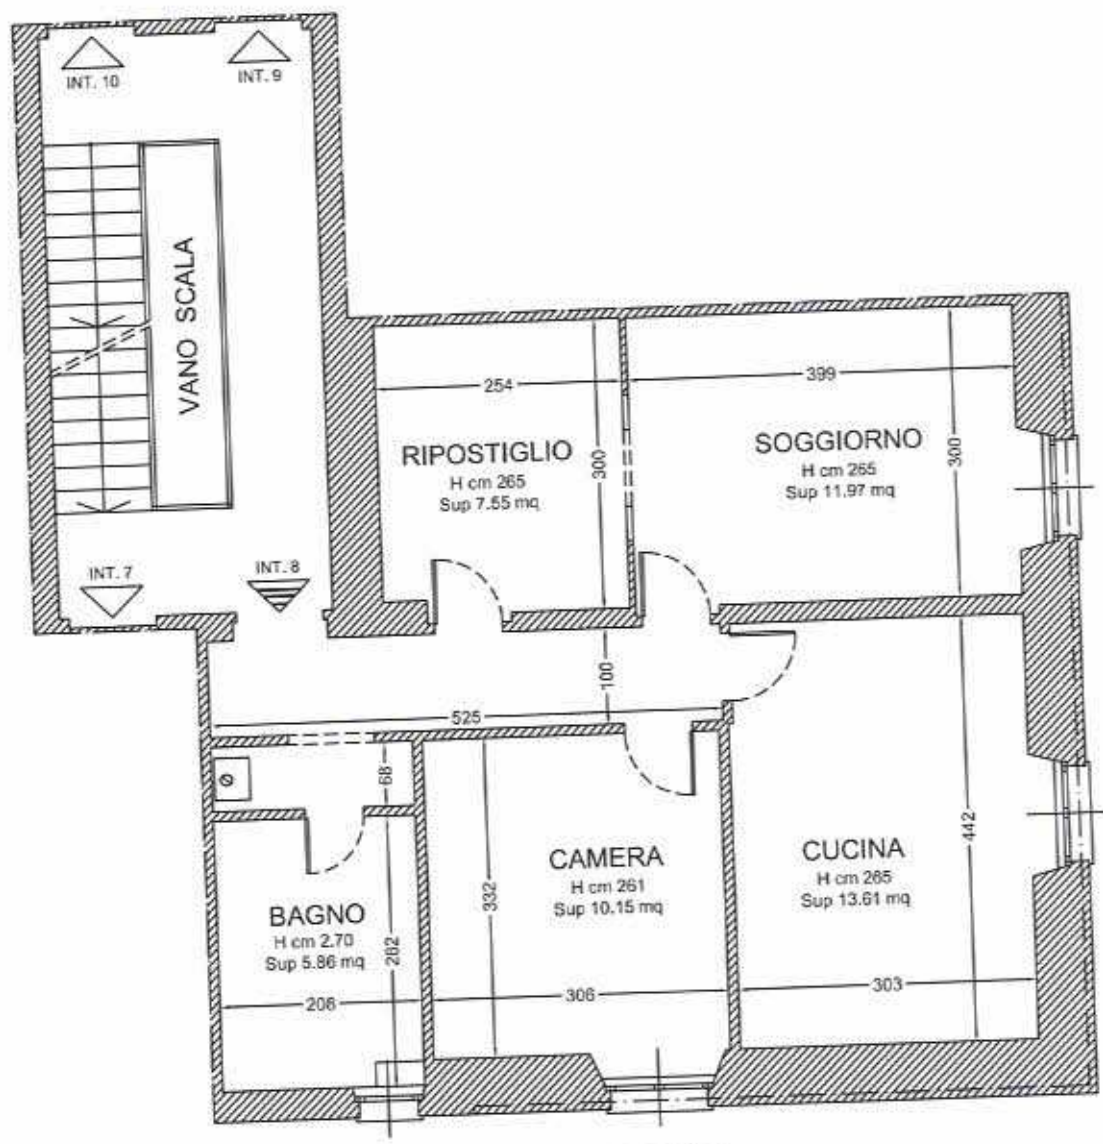 INT. 10
INT. 9
VANO SCALA
INT. 7
INT. 8
254
399
RIPOSTIGLIO
H cm 265
Sup 7.55 mq
300
SOGGIORNO
H cm 265
Sup 11.97 mq
300
100
525
68
332
CAMERA
H cm 261
Sup 10.15 mq
CUCINA
H cm 265
Sup 13.61 mq
442
BAGNO
H cm 2.70
Sup 5.86 mq
282
208
306
303